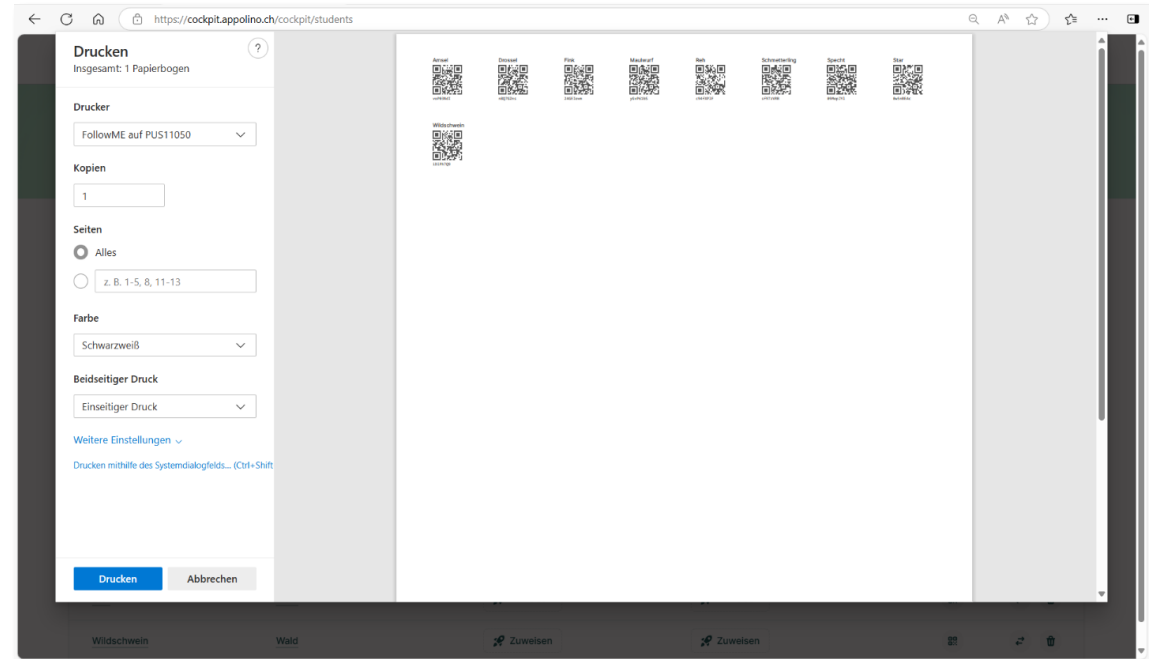 https://cockpit.appolino.ch/cockpit/students
Drucken
?
Insgesamt: 1 Papierbogen
Drucker
FollowME auf PUS11050
Kopien
1
Seiten
Alles
z. B. 1-5, 8, 11-13
Farbe
Schwarzweiß
Beidseitiger Druck
Einseitiger Druck
Weitere Einstellungen
Drucken mithilfe des Systemdialogfelds... (Ctrl+Shift
Drucken Abbrechen
Amsel Drossel Fink Maulwurf Reh Schmetterling Specht Star
Wildschwein
Wildschwein Wald Zuweisen Zuweisen